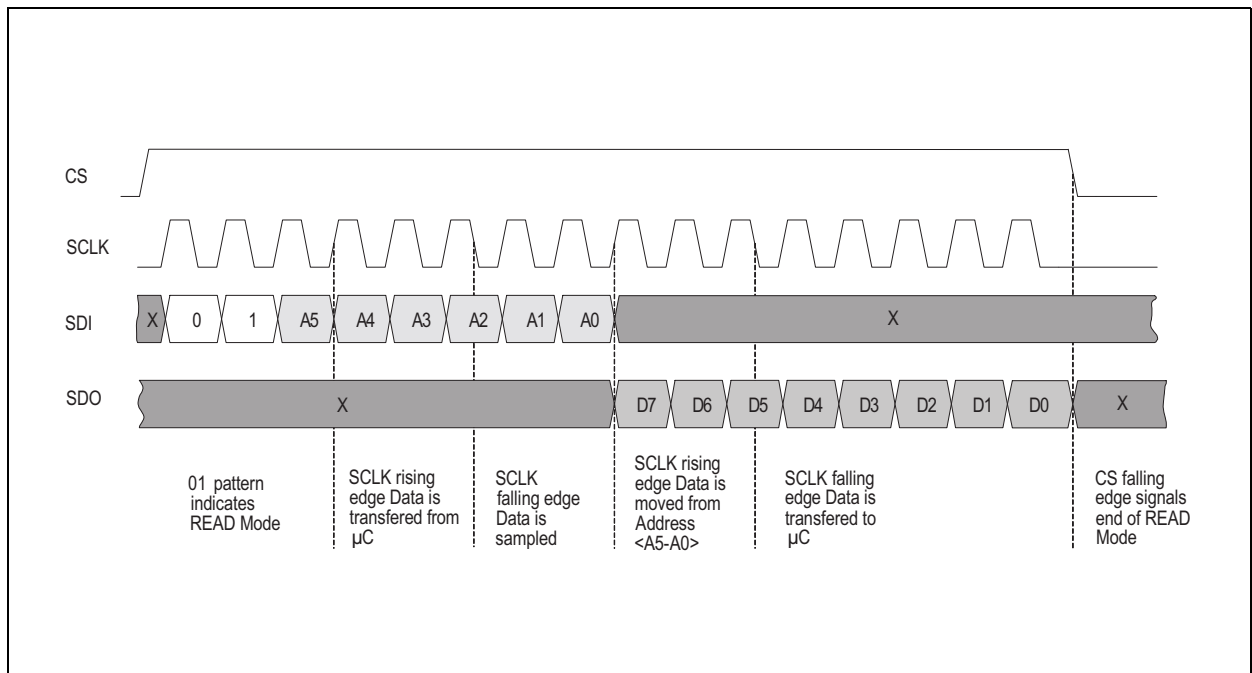 CS
SCLK
SDI
X 0 1 A5 A4 A3 A2 A1 A0 X
SDO
X D7 D6 D5 D4 D3 D2 D1 D0 X
01 pattern
indicates
READ Mode
SCLK rising
edge Data is
transfered from
µC
SCLK
falling edge
Data is
sampled
SCLK rising
edge Data is
moved from
Address
<A5-A0>
SCLK falling
edge Data is
transfered to
µC
CS falling
edge signals
end of READ
Mode